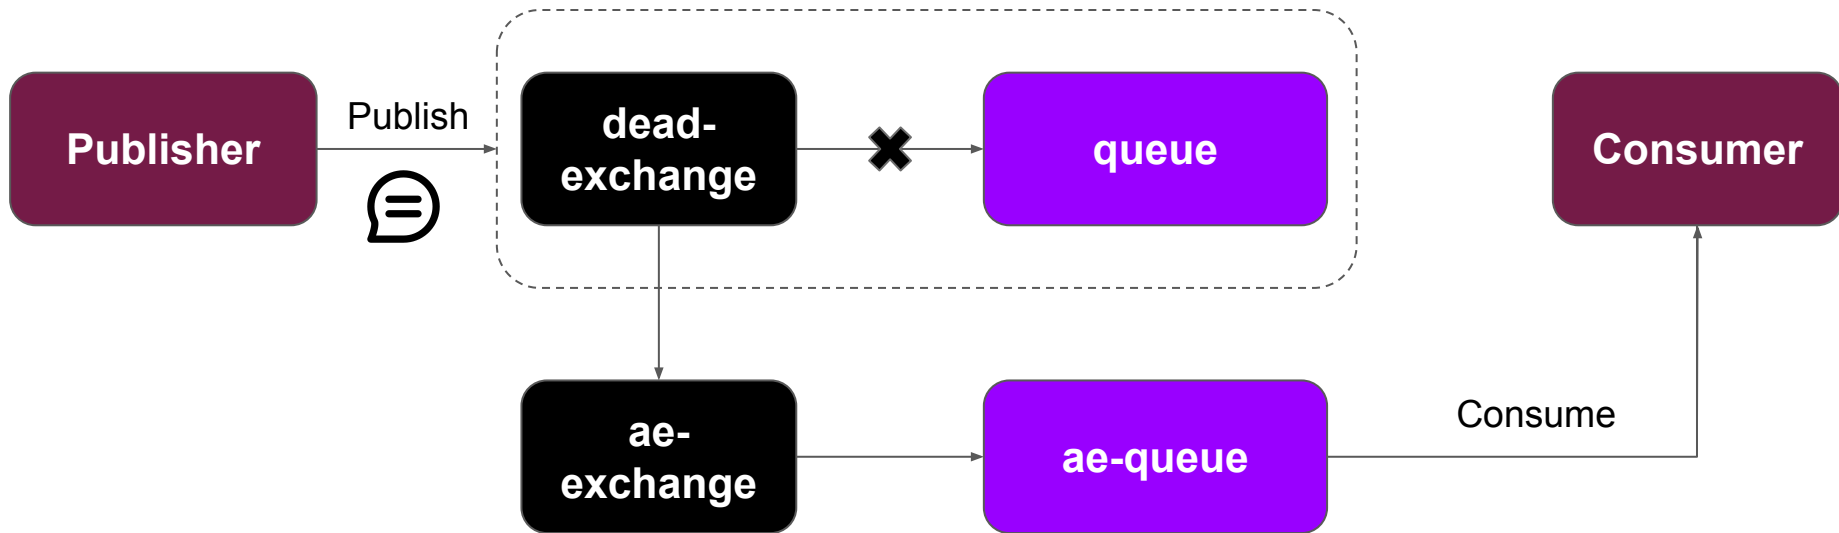 Publisher
Publish
dead-
exchange
queue
Consumer
ae-
exchange
ae-queue
Consume